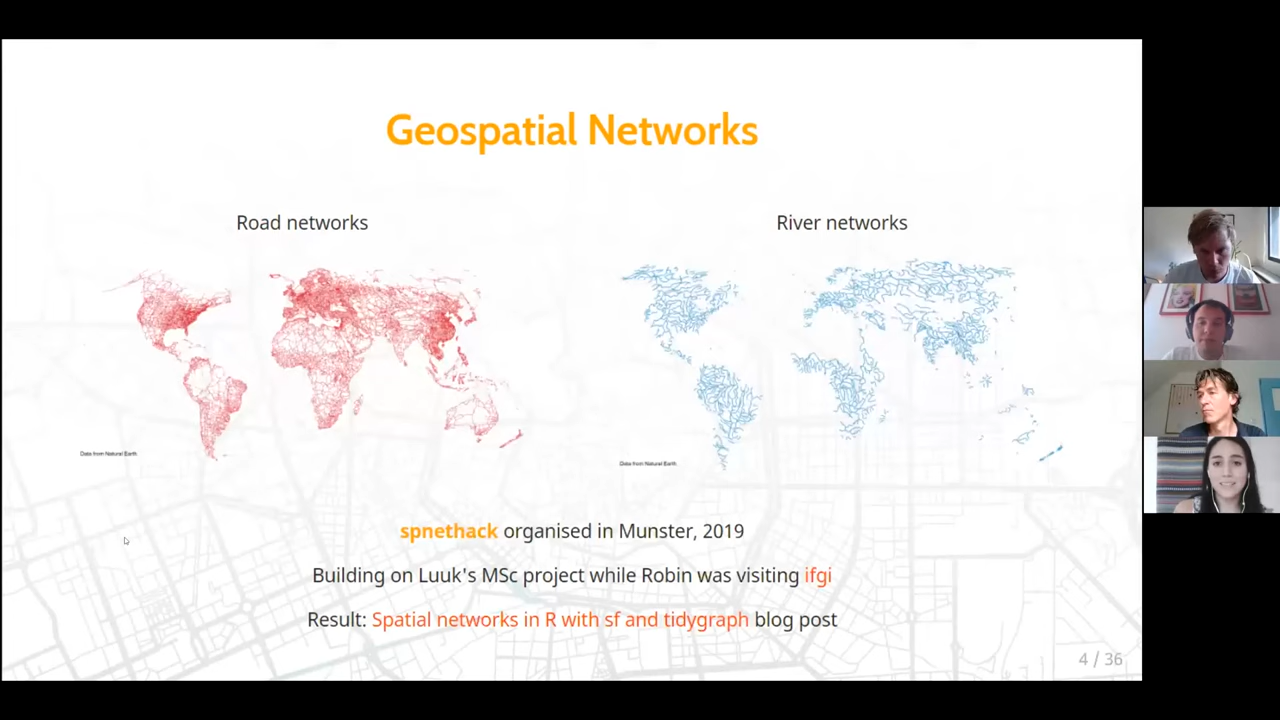 Geospatial Networks
Road networks
River networks
Data from Natural Earth
Data from Natural Earth
spnethack organised in Munster, 2019
Building on Luuk's MSc project while Robin was visiting ifgi
Result: Spatial networks in R with sf and tidygraph blog post
4 / 36